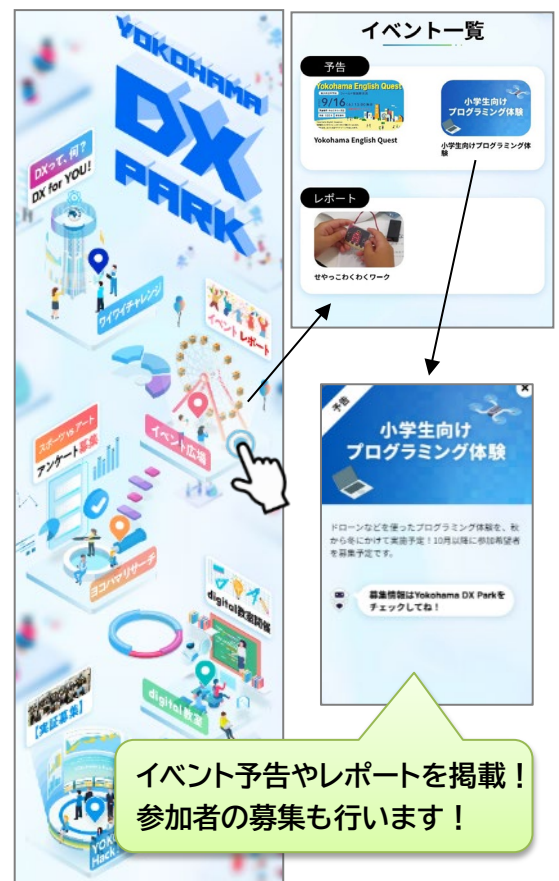 YOKOHAMA
DX
PARK
DXって、何？
DX for YOU!
ワイワイチャレンジ
イベントレポート
イベント広場
スポーツ vs. アート
アンケート募集
ヨコハマリサーチ
digital教室関係
digital教室
【実証募集】
YOKO
Hack!
イベント一覧
予告
Yokohama English Quest
9/16
Yokohama English Quest
小学生向け
プログラミング体験
小学生向けプログラミング体
験
レポート
せやっこわくわくワーク
予告
小学生向け
プログラミング体験
ドローンなどを使ったプログラミング体験を、秋
から冬にかけて実施予定！10月以降に参加希望者
を募集予定です。
募集情報はYokohama DX Parkを
チェックしてね！
イベント予告やレポートを掲載！
参加者の募集も行います！